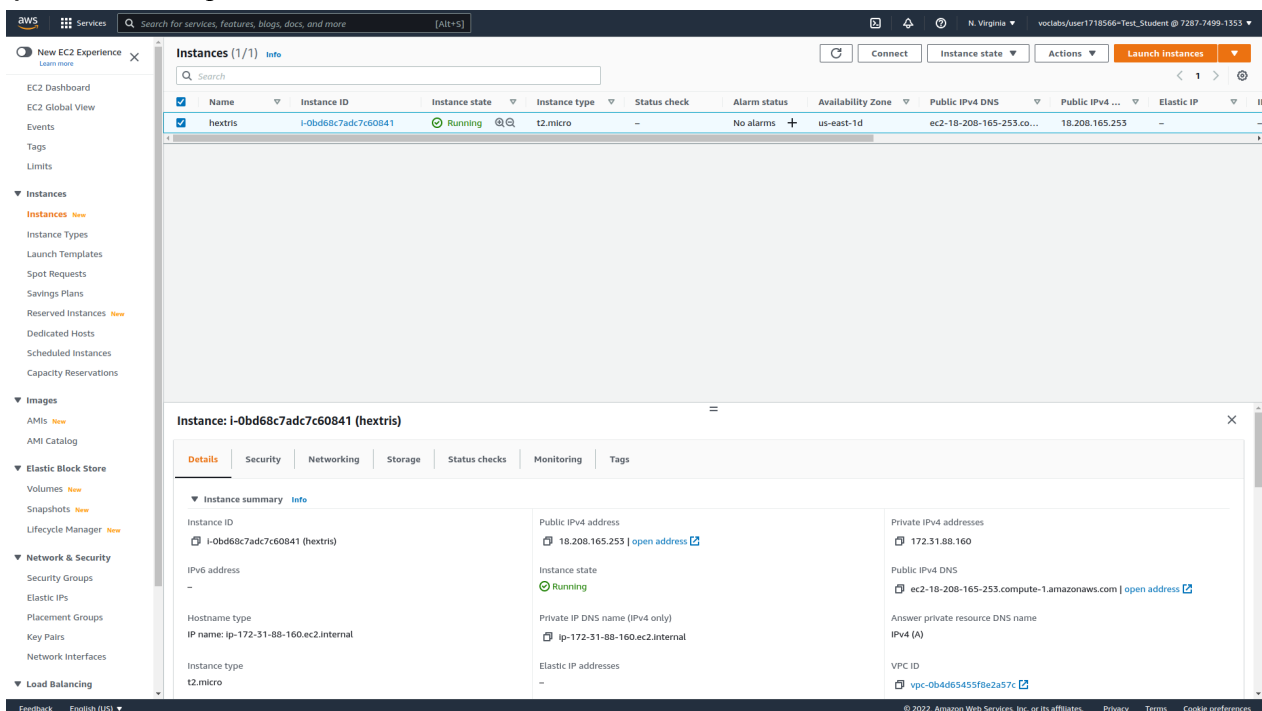 aws Services Search for services, features, blogs, docs, and more [Alt+S] N. Virginia ▼ voclabs/user1718566=Test_Student @ 7287-7499-1353 ▼
New EC2 Experience
Learn more
EC2 Dashboard
EC2 Global View
Events
Tags
Limits
Instances
Instances New
Instance Types
Launch Templates
Spot Requests
Savings Plans
Reserved Instances New
Dedicated Hosts
Scheduled Instances
Capacity Reservations
Images
AMIs New
AMI Catalog
Elastic Block Store
Volumes New
Snapshots New
Lifecycle Manager New
Network & Security
Security Groups
Elastic IPs
Placement Groups
Key Pairs
Network Interfaces
Load Balancing
Instances (1/1) Info
Connect Instance state ▼ Actions ▼ Launch instances ▼
Search
< 1 >
Name Instance ID Instance state Instance type Status check Alarm status Availability Zone Public IPv4 DNS Public IPv4 ... Elastic IP
hextris i-0bd68c7adc7c60841 Running t2.micro – No alarms + us-east-1d ec2-18-208-165-253.co... 18.208.165.253 –
Instance: i-0bd68c7adc7c60841 (hextris)
Details Security Networking Storage Status checks Monitoring Tags
▼ Instance summary Info
Instance ID Public IPv4 address Private IPv4 addresses
i-0bd68c7adc7c60841 (hextris) 18.208.165.253 | open address 172.31.88.160
IPv6 address Instance state Public IPv4 DNS
– Running ec2-18-208-165-253.compute-1.amazonaws.com | open address
Hostname type Private IP DNS name (IPv4 only) Answer private resource DNS name
IP name: ip-172-31-88-160.ec2.internal ip-172-31-88-160.ec2.internal IPv4 (A)
Instance type Elastic IP addresses VPC ID
t2.micro – vpc-0b4d65455f8e2a57c
Feedback English (US) ▼ © 2022, Amazon Web Services, Inc. or its affiliates. Privacy Terms Cookie preferences